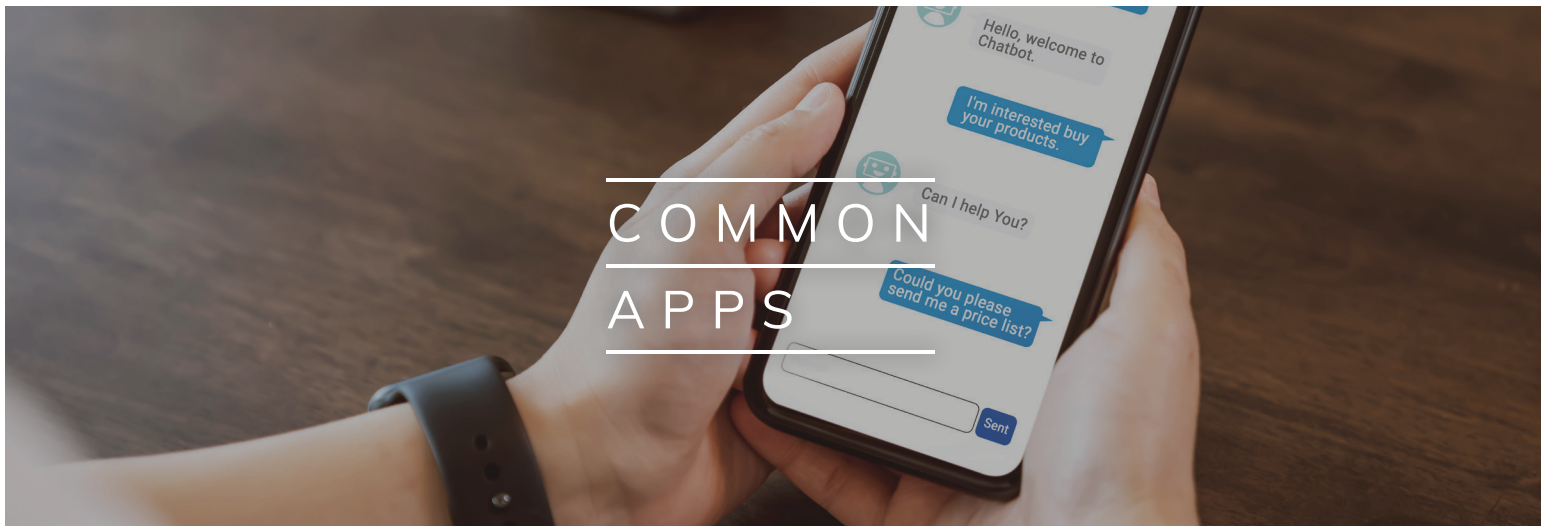 Hello, welcome to
Chatbot.
I'm interested buy
your products.
Can I help You?
Could you please
send me a price list?
Sent
COMMON
APPS